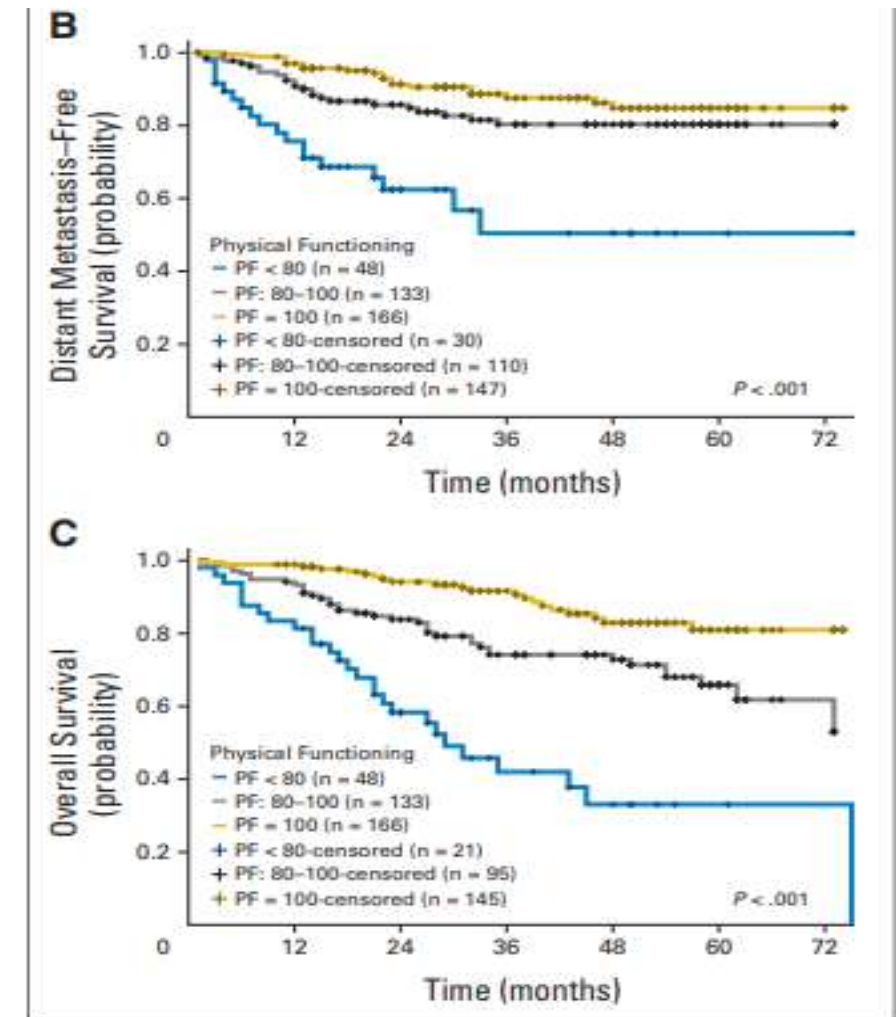 B
Distant Metastasis–Free
Survival (probability)
1.0
0.8
0.6
0.4
0.2
0
Physical Functioning
PF < 80 (n = 48)
PF: 80–100 (n = 133)
PF = 100 (n = 166)
PF < 80-censored (n = 30)
PF: 80–100-censored (n = 110)
PF = 100-censored (n = 147)
P < .001
12 24 36 48 60 72
Time (months)
C
Overall Survival
(probability)
1.0
0.8
0.6
0.4
0.2
0
Physical Functioning
PF < 80 (n = 48)
PF: 80–100 (n = 133)
PF = 100 (n = 166)
PF < 80-censored (n = 21)
PF: 80–100-censored (n = 95)
PF = 100-censored (n = 145)
P < .001
12 24 36 48 60 72
Time (months)